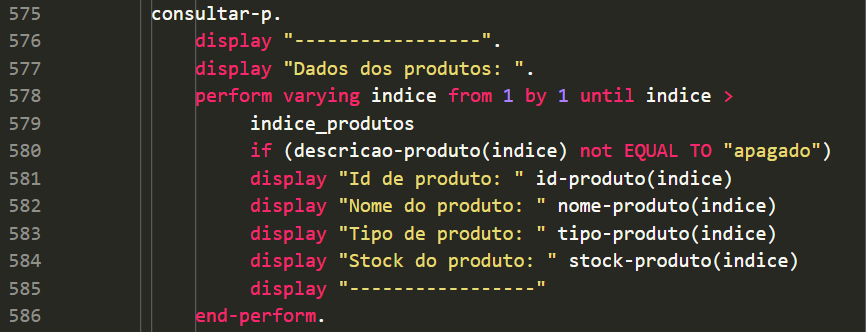 575 consultar-p.
576 display "-----------------".
577 display "Dados dos produtos: ".
578 perform varying indice from 1 by 1 until indice >
579 indice_produtos
580 if (descricao-produto(indice) not EQUAL TO "apagado")
581 display "Id de produto: " id-produto(indice)
582 display "Nome do produto: " nome-produto(indice)
583 display "Tipo de produto: " tipo-produto(indice)
584 display "Stock do produto: " stock-produto(indice)
585 display "-----------------"
586 end-perform.